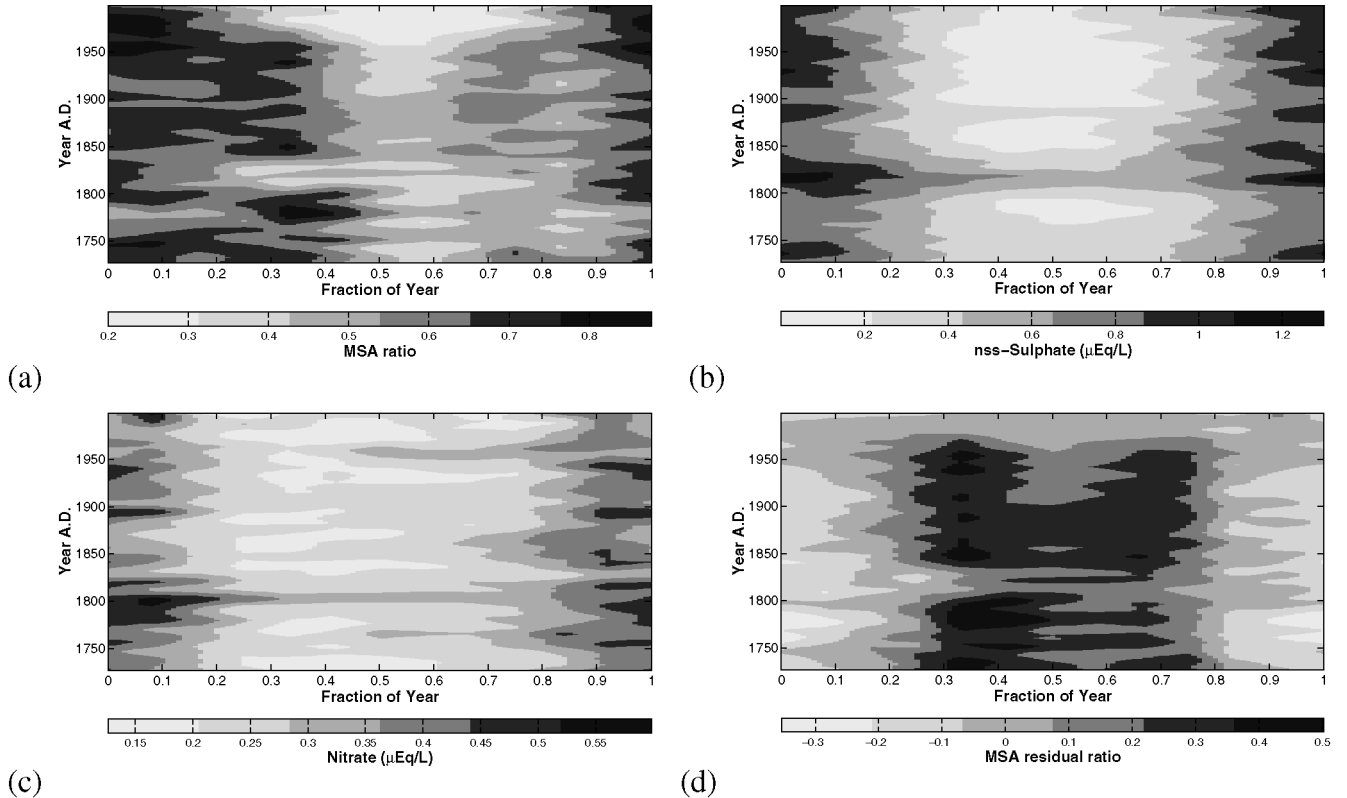 1950
1900
1850
1800
1750
Year A.D.
0 0.1 0.2 0.3 0.4 0.5 0.6 0.7 0.8 0.9 1
Fraction of Year
0.2 0.3 0.4 0.5 0.6 0.7 0.8
MSA ratio
(a)
1950
1900
1850
1800
1750
Year A.D.
0 0.1 0.2 0.3 0.4 0.5 0.6 0.7 0.8 0.9 1
Fraction of Year
0.2 0.4 0.6 0.8 1 1.2
nss−Sulphate (μEq/L)
(b)
1950
1900
1850
1800
1750
Year A.D.
0 0.1 0.2 0.3 0.4 0.5 0.6 0.7 0.8 0.9 1
Fraction of Year
0.15 0.2 0.25 0.3 0.35 0.4 0.45 0.5 0.55
Nitrate (μEq/L)
(c)
1950
1900
1850
1800
1750
Year A.D.
0 0.1 0.2 0.3 0.4 0.5 0.6 0.7 0.8 0.9 1
Fraction of Year
−0.3 −0.2 −0.1 0 0.1 0.2 0.3 0.4 0.5
MSA residual ratio
(d)